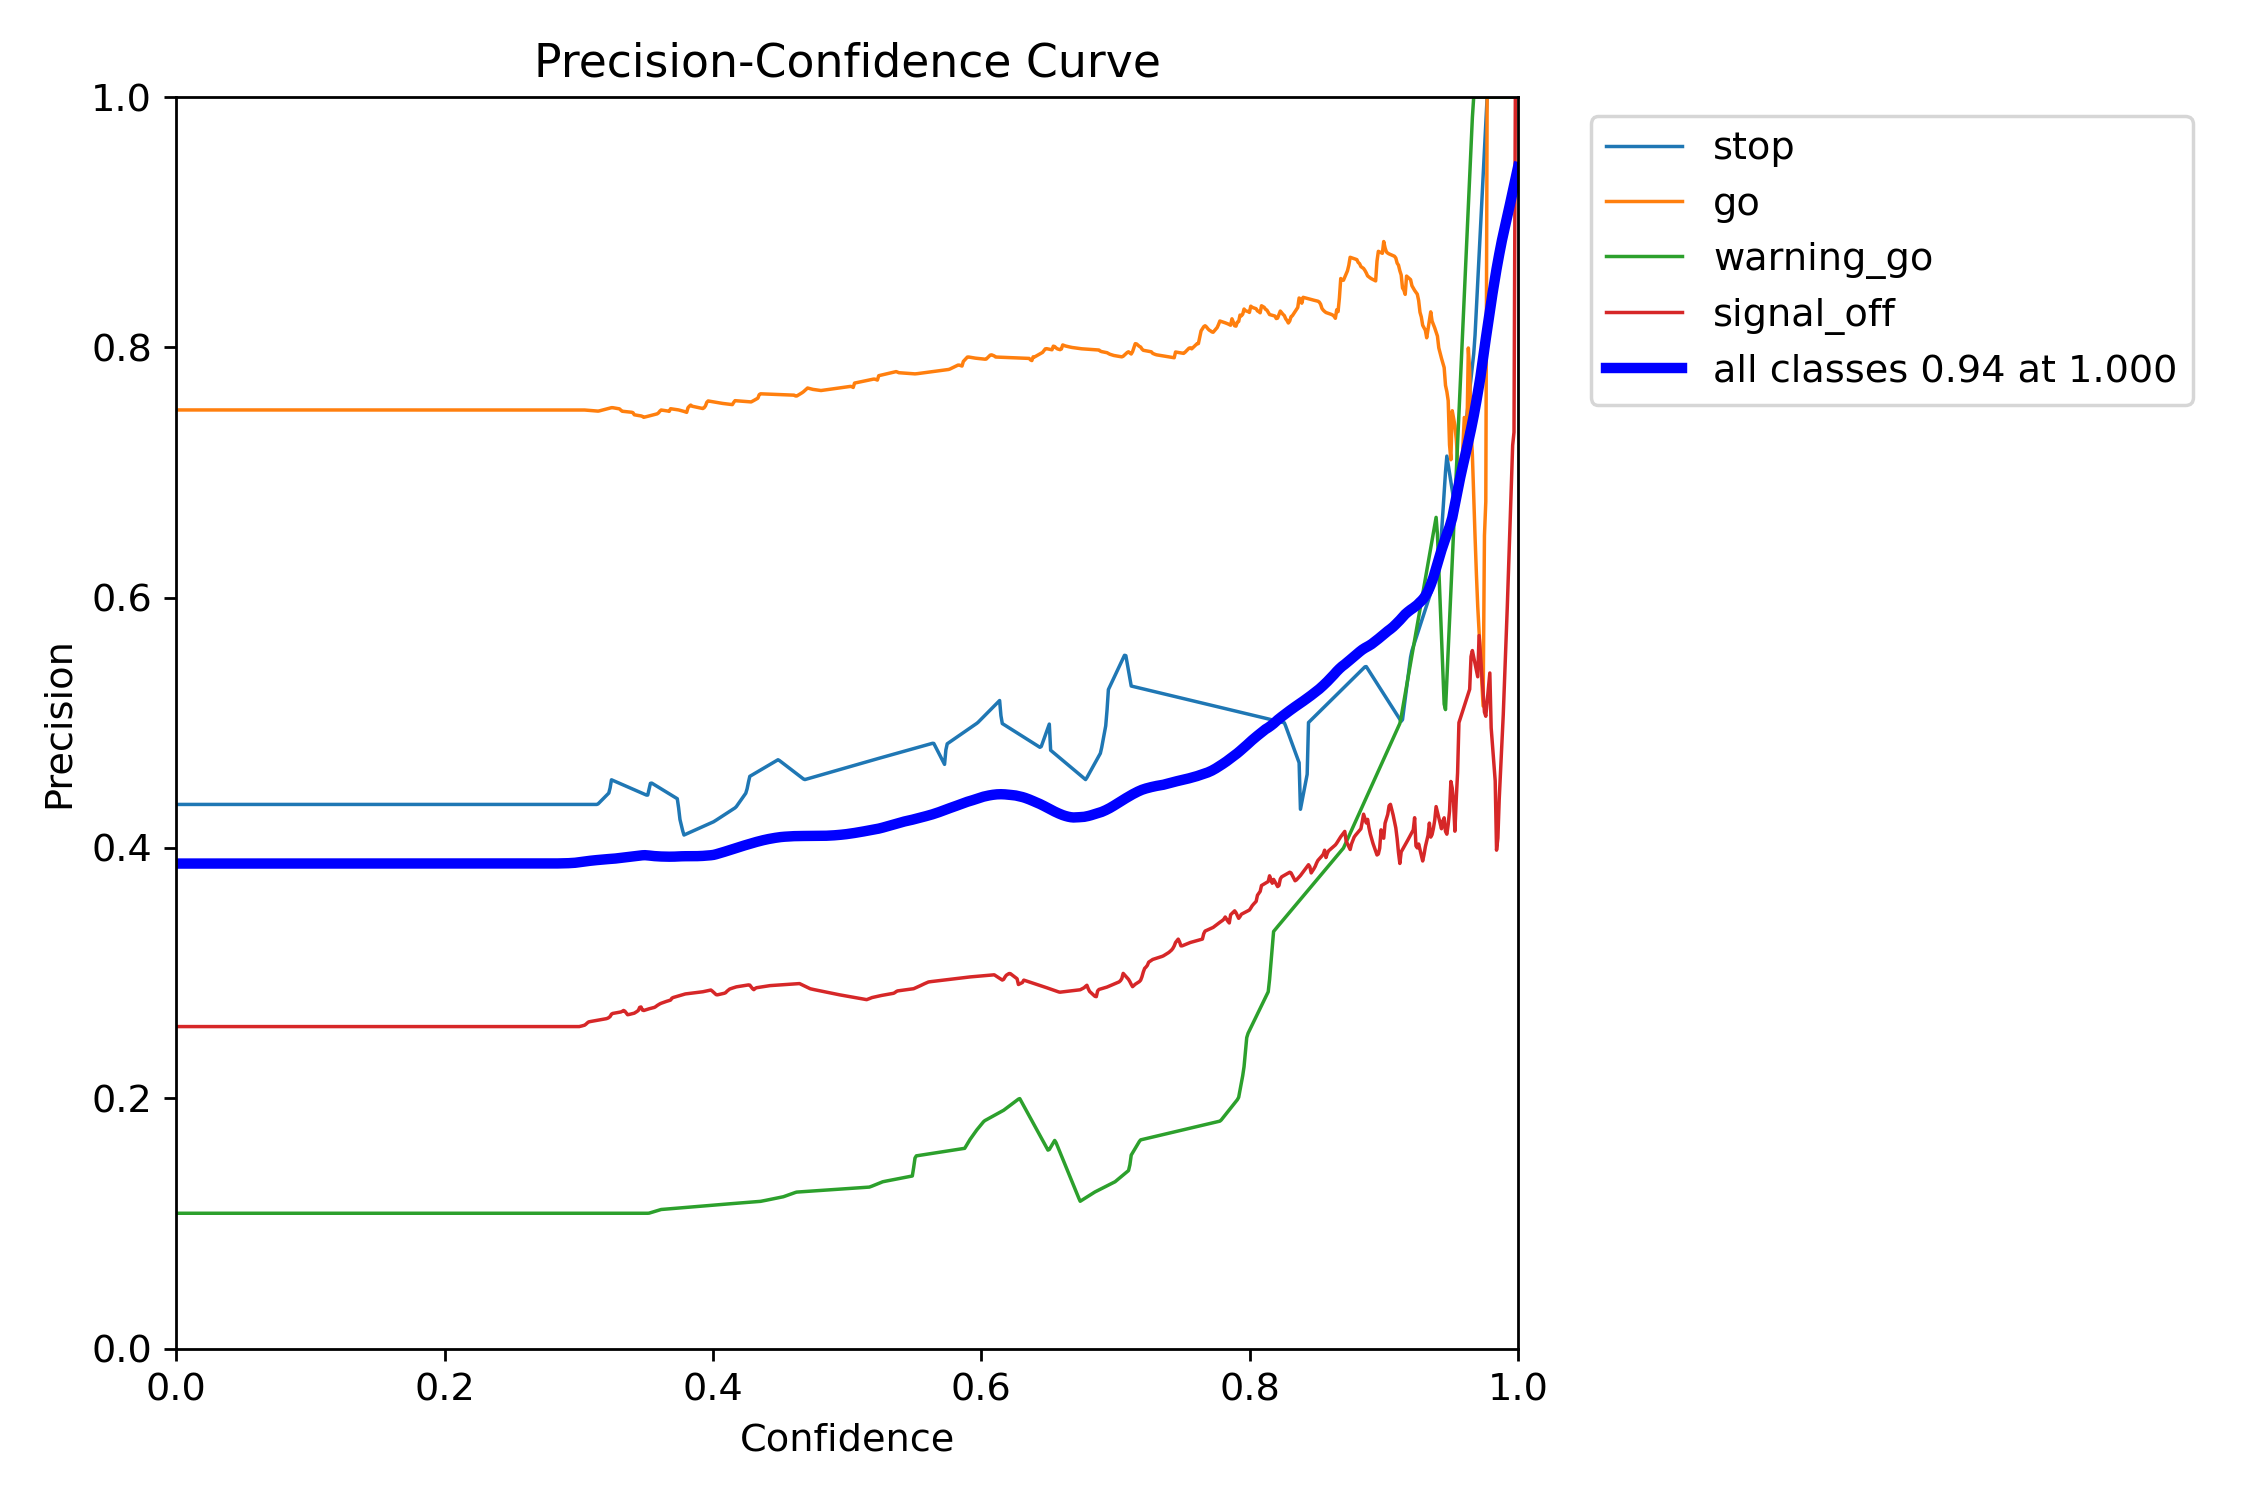 Precision-Confidence Curve
1.0
0.8
0.6
0.4
0.2
0.0
Precision
0.0 0.2 0.4 0.6 0.8 1.0
Confidence
stop
go
warning_go
signal_off
all classes 0.94 at 1.000